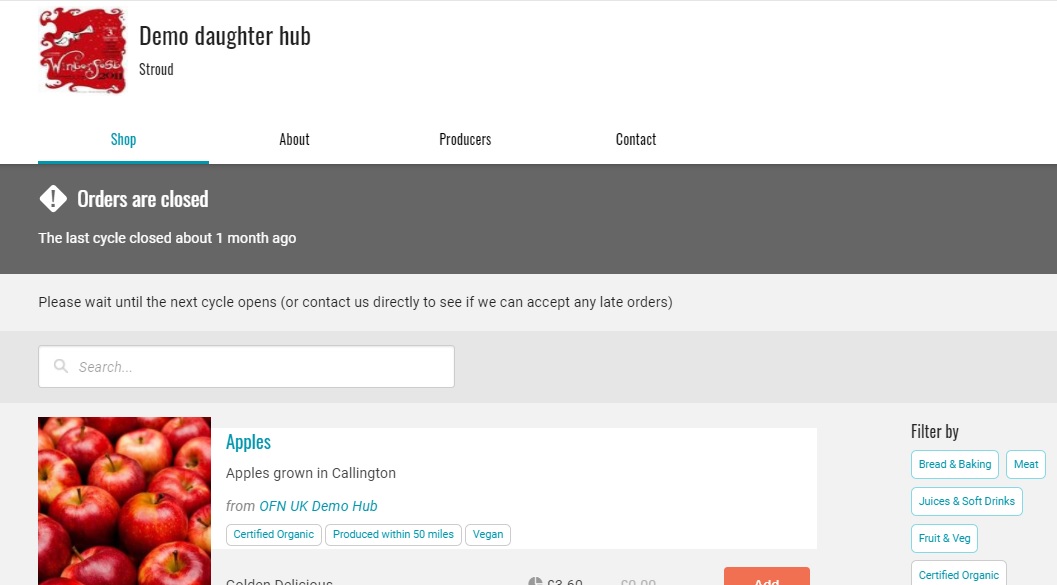 3
WinterFest
2011
Demo daughter hub
Stroud
Shop
About
Producers
Contact
! Orders are closed
The last cycle closed about 1 month ago
Please wait until the next cycle opens (or contact us directly to see if we can accept any late orders)
Search...
Apples
Apples grown in Callington
from OFN UK Demo Hub
Certified Organic
Produced within 50 miles
Vegan
Golden Delicious
£3.60
£0.00
Add
Filter by
Bread & Baking
Meat
Juices & Soft Drinks
Fruit & Veg
Certified Organic